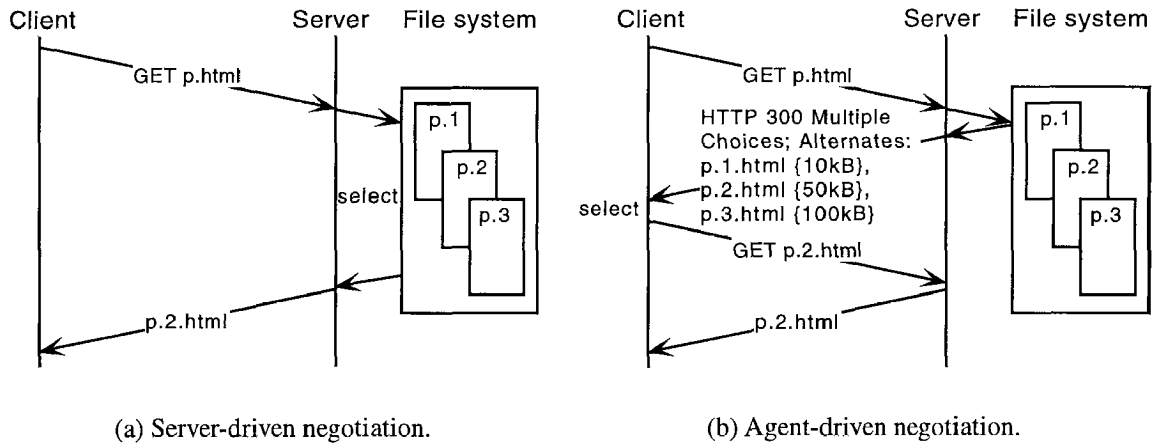 Client Server File system
GET p.html
p.1
p.2
select
p.3
p.2.html
(a) Server-driven negotiation.
Client Server File system
GET p.html
HTTP 300 Multiple
Choices; Alternates:
p.1.html {10kB},
p.2.html {50kB},
p.3.html {100kB}
select
p.1
p.2
p.3
GET p.2.html
p.2.html
(b) Agent-driven negotiation.